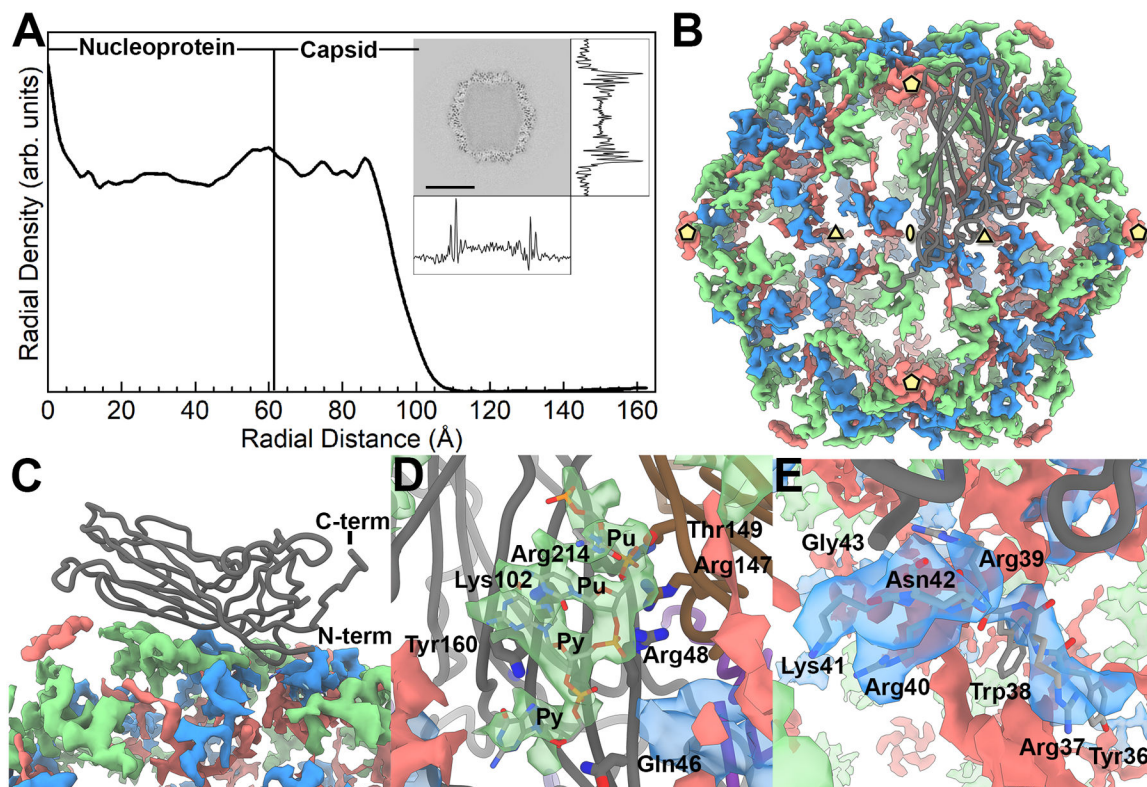 A
Nucleoprotein
Capsid
Radial Density (arb. units)
0
20
40
60
80
100
120
140
160
Radial Distance (Å)
B
C
C-term
N-term
D
Pu
Thr149
Arg214
Arg147
Lys102
Pu
Tyr160
Py
Arg48
Py
Gln46
E
Gly43
Arg39
Asn42
Lys41
Arg40
Trp38
Arg37
Tyr36